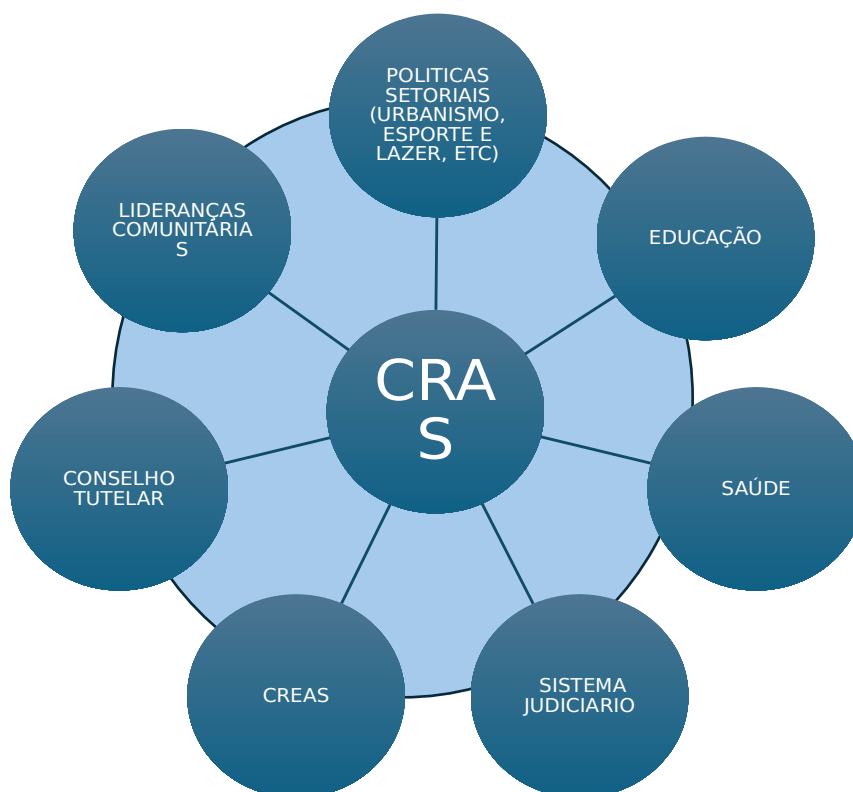 POLITICAS
SETORIAIS
(URBANISMO,
ESPORTE E
LAZER, ETC)
EDUCAÇÃO
SAÚDE
SISTEMA
JUDICIARIO
CREAS
CONSELHO
TUTELAR
LIDERANÇAS
COMUNITÁRIA
S
CRA
S